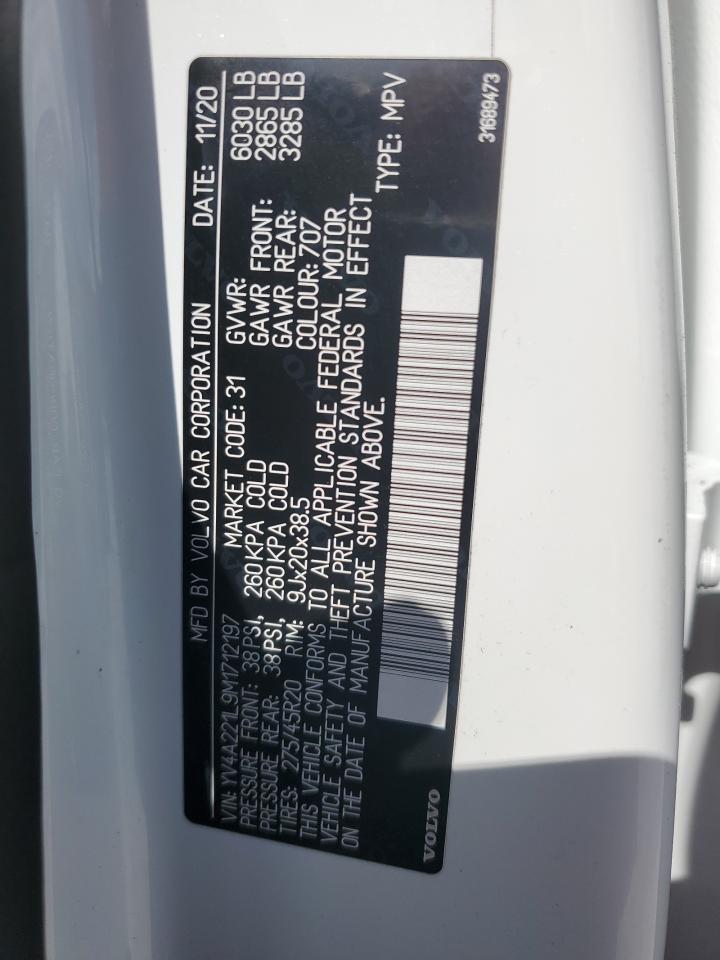 MFD BY VOLVO CAR CORPORATION DATE: 11/20
VIN: YV4A221L9M1712197 MARKET CODE: 31 GVWR: 6030 LB
PRESSURE FRONT: 38PSI, 260KPA COLD GAWR FRONT: 2865 LB
PRESSURE REAR: 38PSI, 260KPA COLD GAWR REAR: 3285 LB
TIRES: 275/45R20 RIM: 9Jx20x38.5 COLOUR: 707
THIS VEHICLE CONFORMS TO ALL APPLICABLE FEDERAL MOTOR
VEHICLE SAFETY AND THEFT PREVENTION STANDARDS IN EFFECT
ON THE DATE OF MANUFACTURE SHOWN ABOVE. TYPE: MPV
VOLVO 31689473